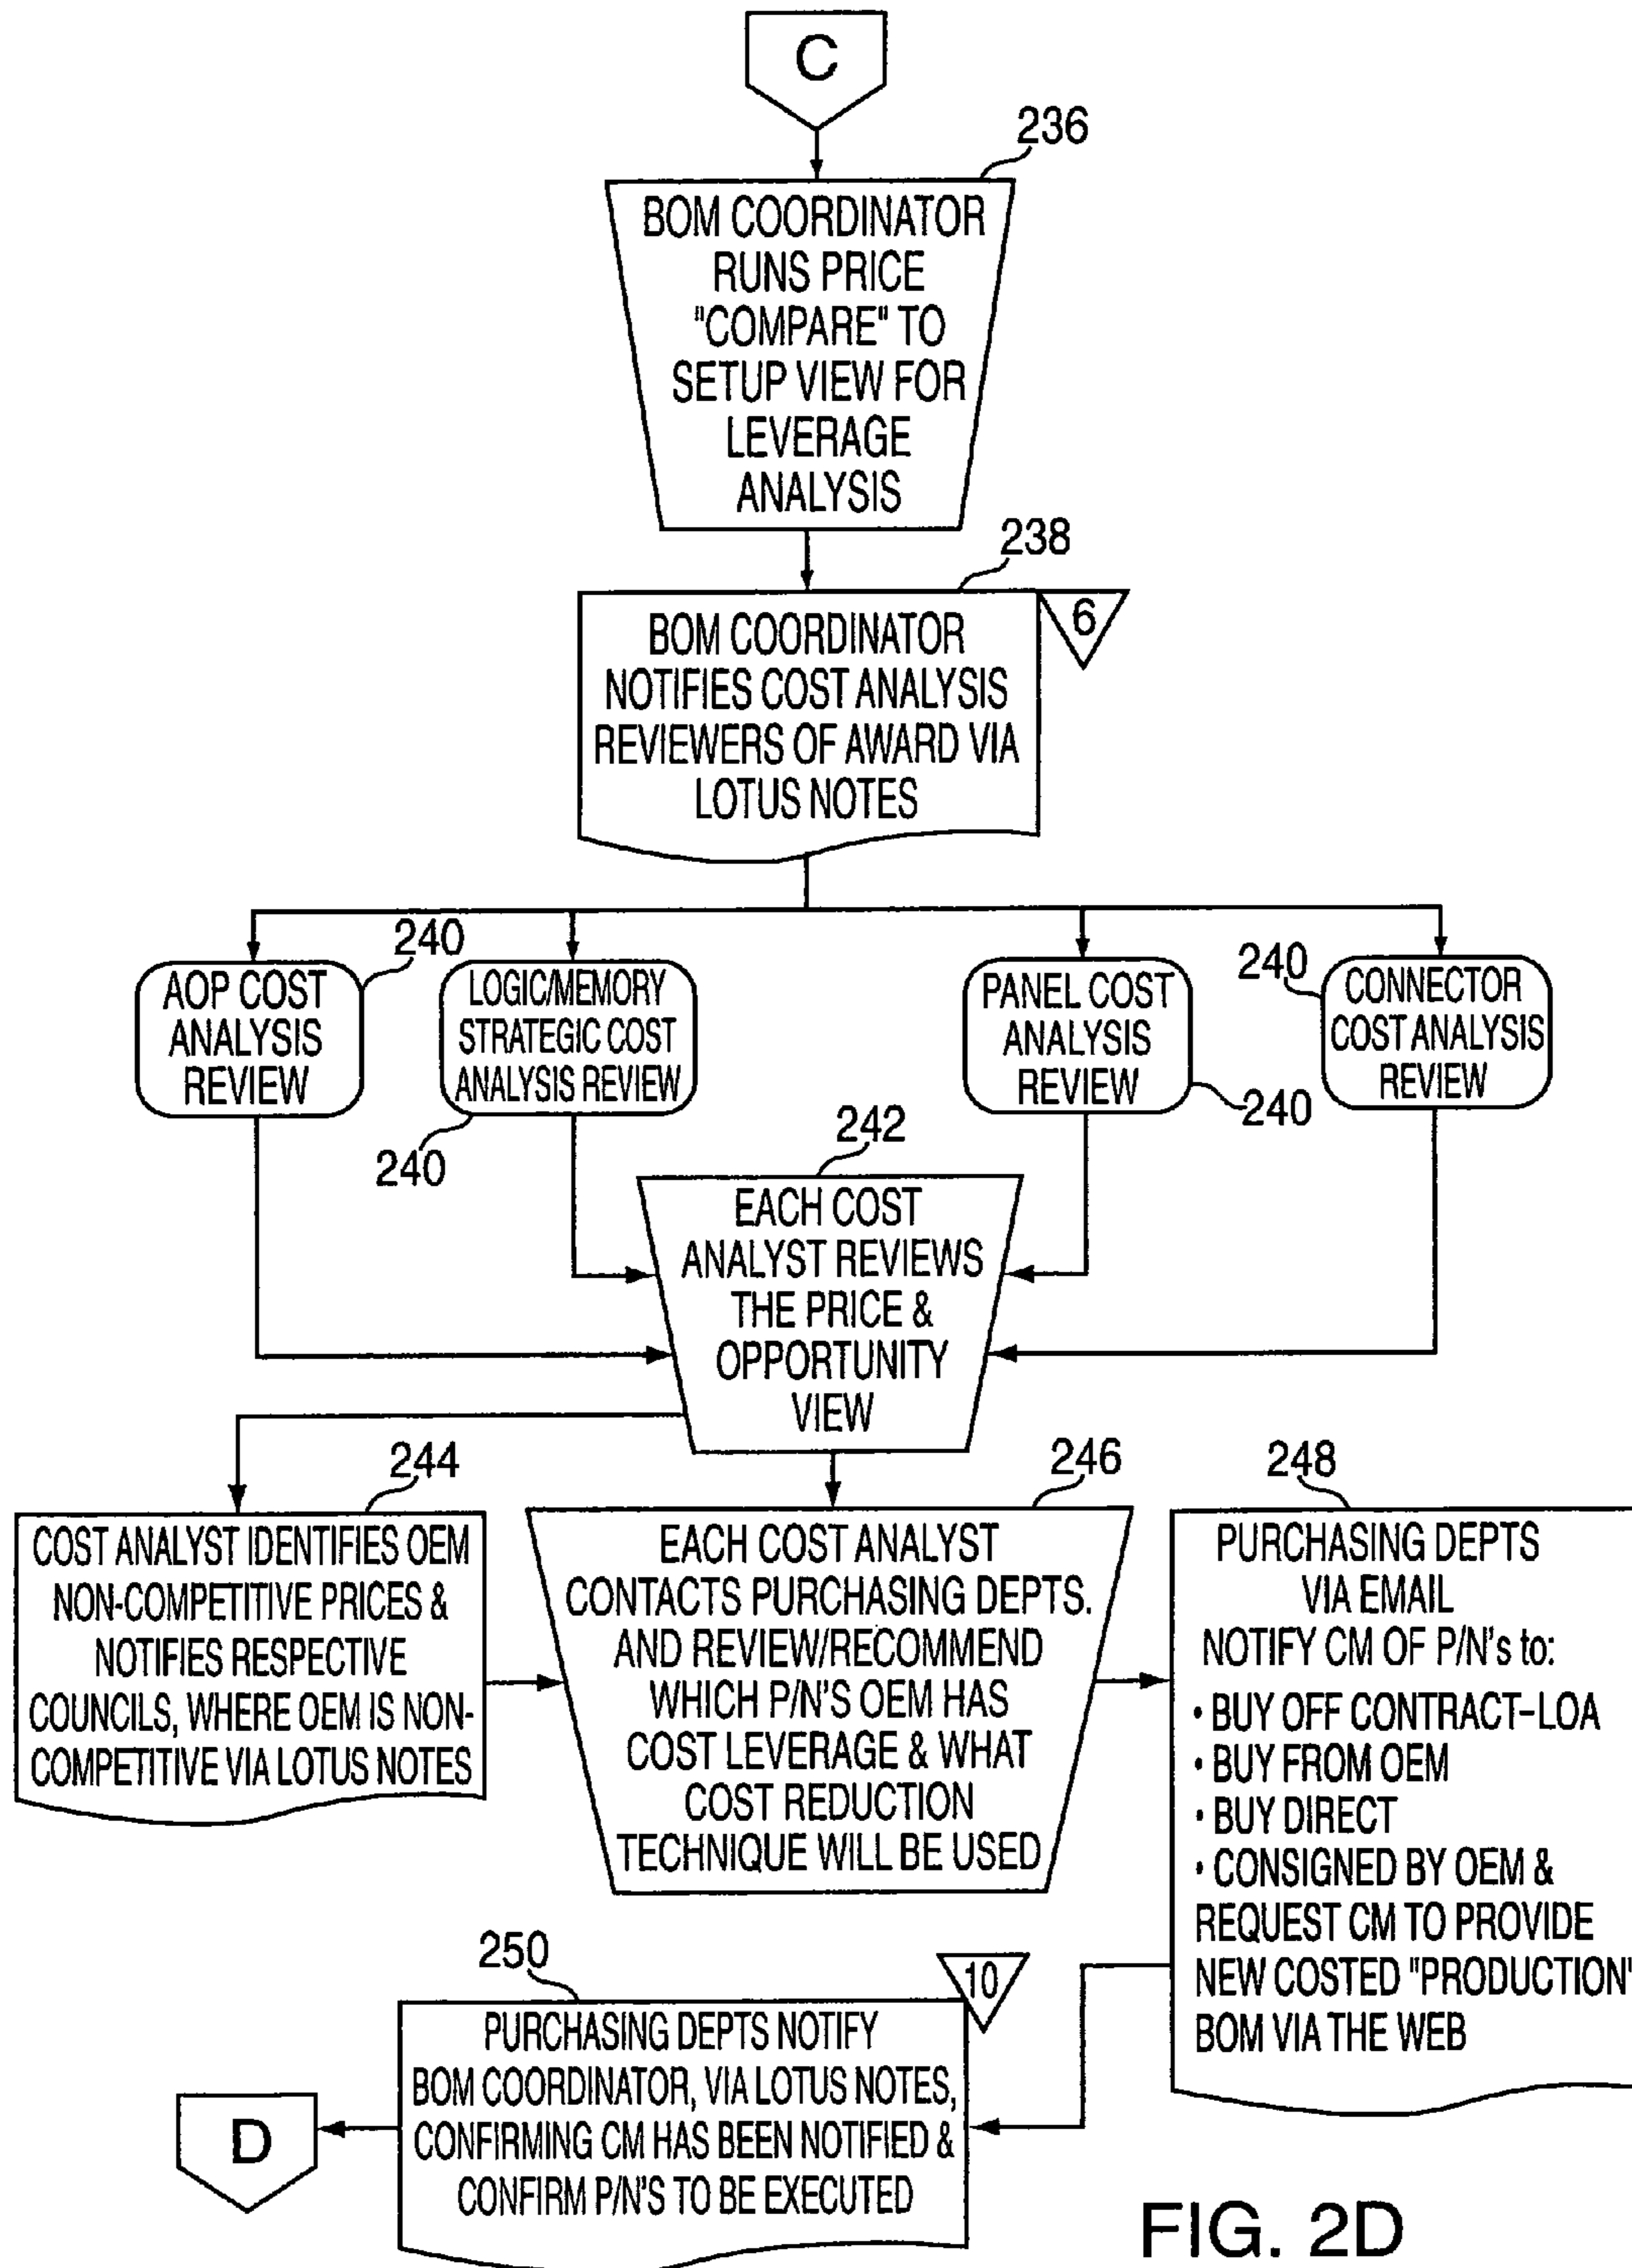 C
236
BOM COORDINATOR
RUNS PRICE
"COMPARE" TO
SETUP VIEW FOR
LEVERAGE
ANALYSIS
238
6
BOM COORDINATOR
NOTIFIES COST ANALYSIS
REVIEWERS OF AWARD VIA
LOTUS NOTES
240
AOP COST
ANALYSIS
REVIEW
LOGIC/MEMORY
STRATEGIC COST
ANALYSIS REVIEW
240
PANEL COST
ANALYSIS
REVIEW
240
240
CONNECTOR
COST ANALYSIS
REVIEW
242
EACH COST
ANALYST REVIEWS
THE PRICE &
OPPORTUNITY
VIEW
244
COST ANALYST IDENTIFIES OEM
NON-COMPETITIVE PRICES &
NOTIFIES RESPECTIVE
COUNCILS, WHERE OEM IS NON-
COMPETITIVE VIA LOTUS NOTES
246
EACH COST ANALYST
CONTACTS PURCHASING DEPTS.
AND REVIEW/RECOMMEND
WHICH P/N'S OEM HAS
COST LEVERAGE & WHAT
COST REDUCTION
TECHNIQUE WILL BE USED
248
PURCHASING DEPTS
VIA EMAIL
NOTIFY CM OF P/N's to:
• BUY OFF CONTRACT-LOA
• BUY FROM OEM
• BUY DIRECT
• CONSIGNED BY OEM &
REQUEST CM TO PROVIDE
NEW COSTED "PRODUCTION"
BOM VIA THE WEB
250
10
PURCHASING DEPTS NOTIFY
BOM COORDINATOR, VIA LOTUS NOTES,
CONFIRMING CM HAS BEEN NOTIFIED &
CONFIRM P/N'S TO BE EXECUTED
D
FIG. 2D